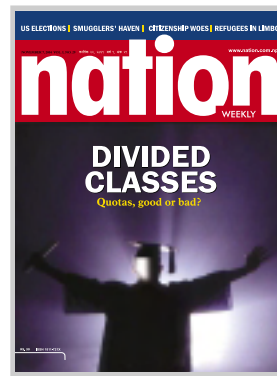 US ELECTIONS | SMUGGLERS' HAVEN | CITIZENSHIP WOES | REFUGEES IN LIMBO
www.nation.com.np
nation
WEEKLY
DIVIDED
CLASSES
Quotas, good or bad?